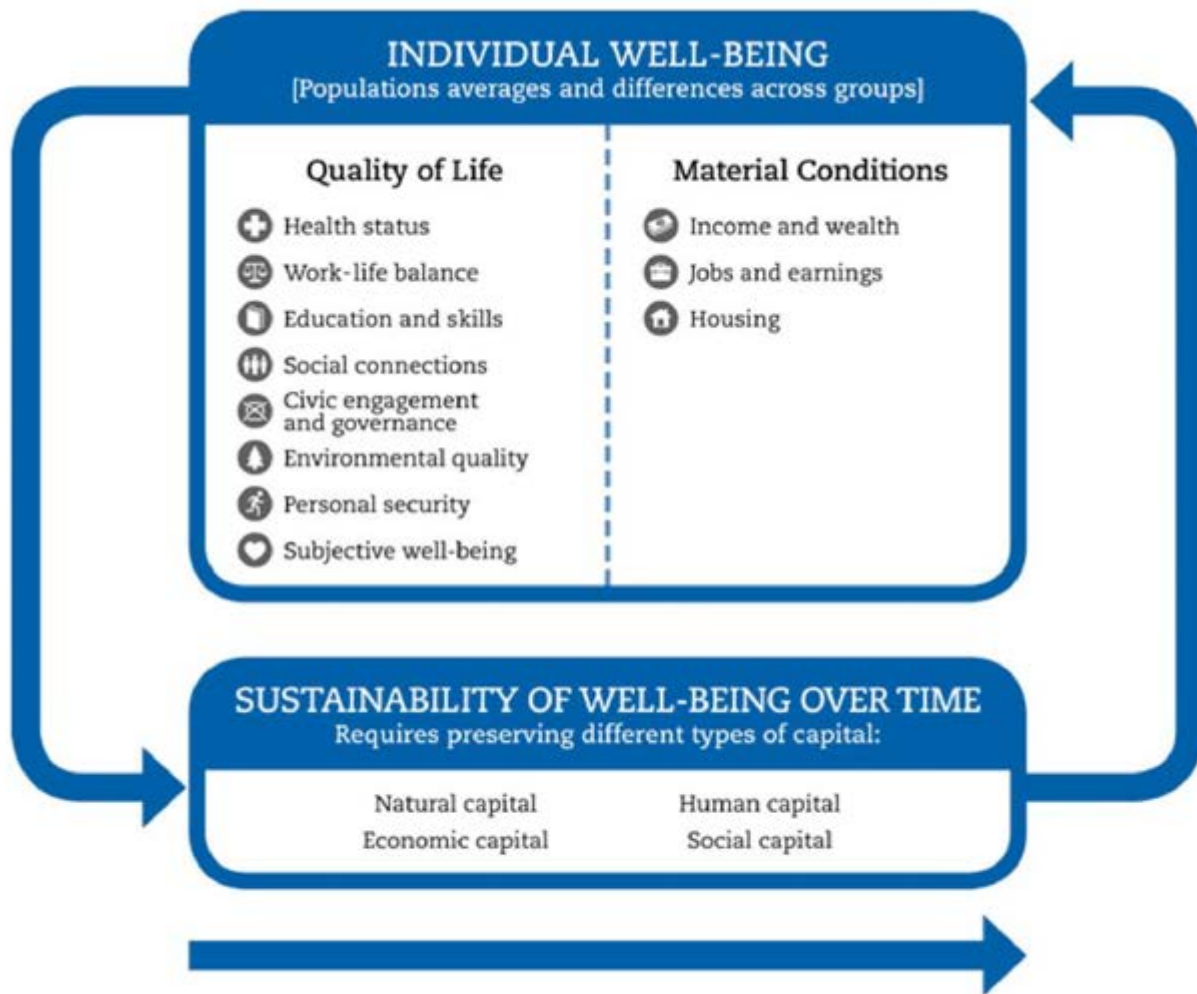 INDIVIDUAL WELL-BEING
[Populations averages and differences across groups]
Quality of Life
Health status
Work-life balance
Education and skills
Social connections
Civic engagement
and governance
Environmental quality
Personal security
Subjective well-being
Material Conditions
Income and wealth
Jobs and earnings
Housing
SUSTAINABILITY OF WELL-BEING OVER TIME
Requires preserving different types of capital:
Natural capital
Human capital
Economic capital
Social capital